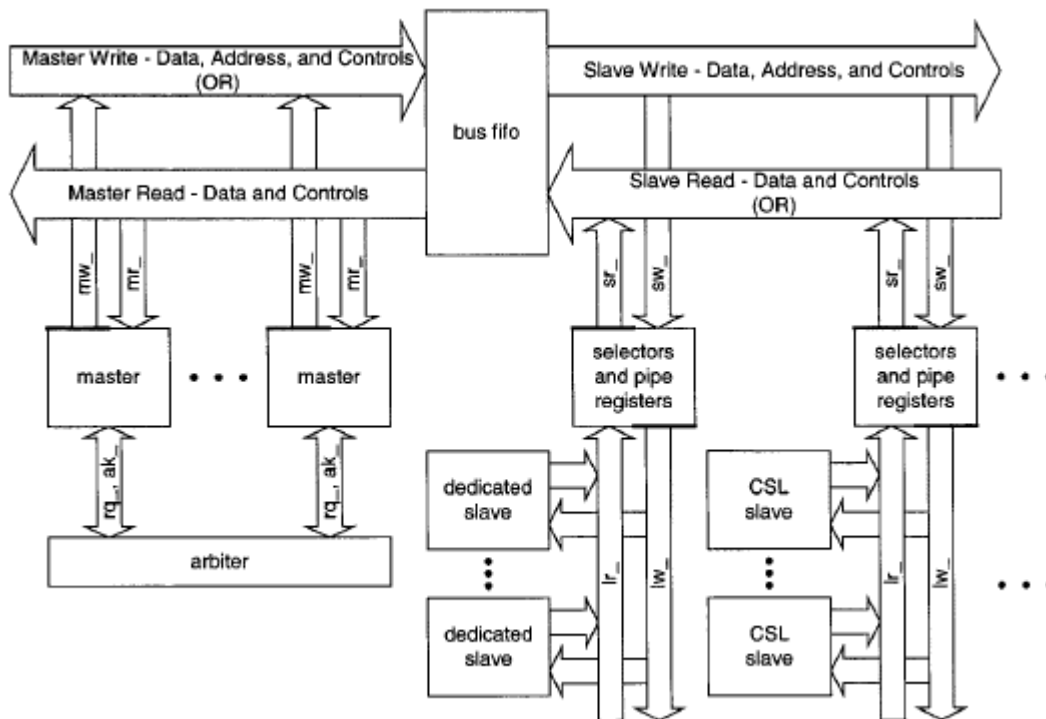 Master Write - Data, Address, and Controls
(OR)
Slave Write - Data, Address, and Controls
bus fifo
Master Read - Data and Controls
Slave Read - Data and Controls
(OR)
mw_
mr_
mw_
mr_
sr_
sw_
sr_
sw_
master
master
selectors
and pipe
registers
selectors
and pipe
registers
rq_, ak_
rq_, ak_
arbiter
dedicated
slave
CSL
slave
lr_
lw_
lr_
lw_
dedicated
slave
CSL
slave